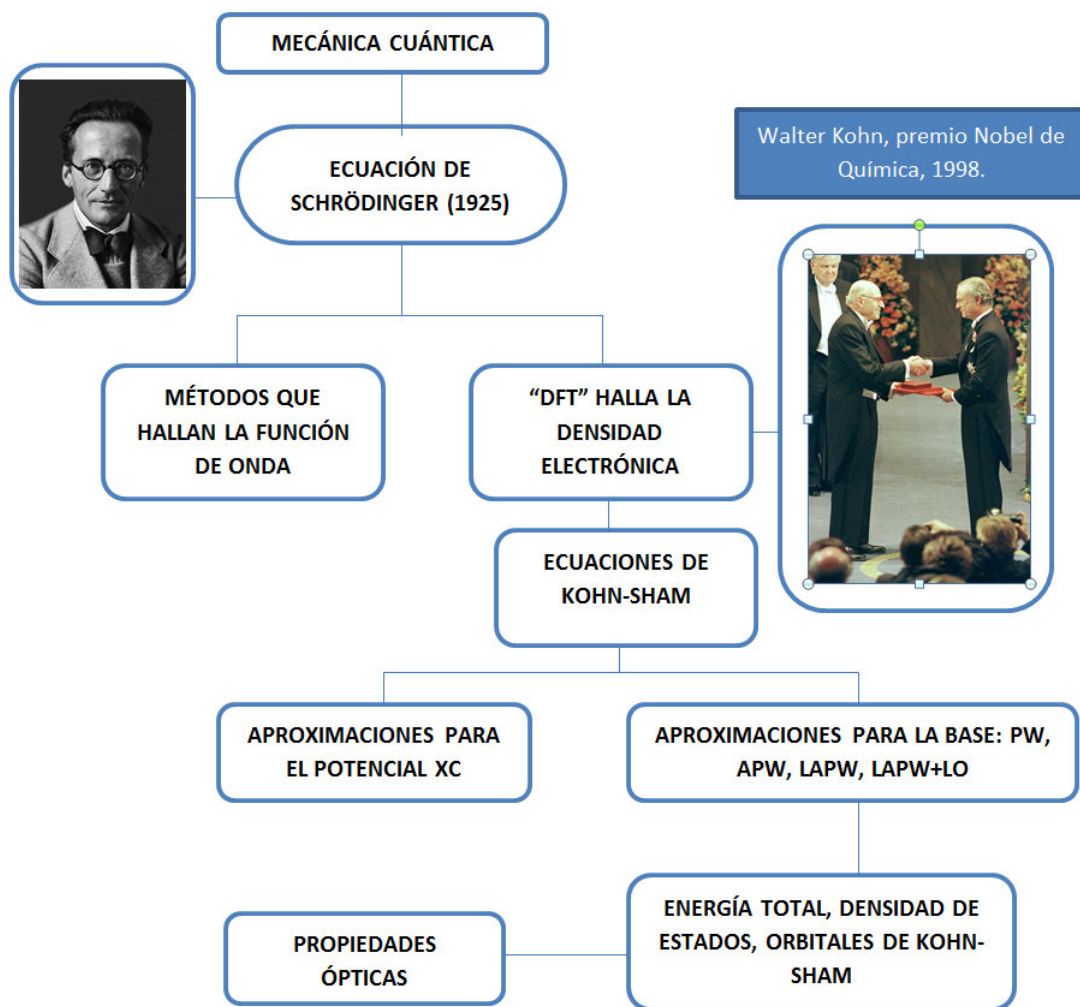 MECÁNICA CUÁNTICA
ECUACIÓN DE
SCHRÖDINGER (1925)
Walter Kohn, premio Nobel de
Química, 1998.
MÉTODOS QUE
HALLAN LA FUNCIÓN
DE ONDA
“DFT” HALLA LA
DENSIDAD
ELECTRÓNICA
ECUACIONES DE
KOHN-SHAM
APROXIMACIONES PARA
EL POTENCIAL XC
APROXIMACIONES PARA LA BASE: PW,
APW, LAPW, LAPW+LO
ENERGÍA TOTAL, DENSIDAD DE
ESTADOS, ORBITALES DE KOHN-
SHAM
PROPIEDADES
ÓPTICAS